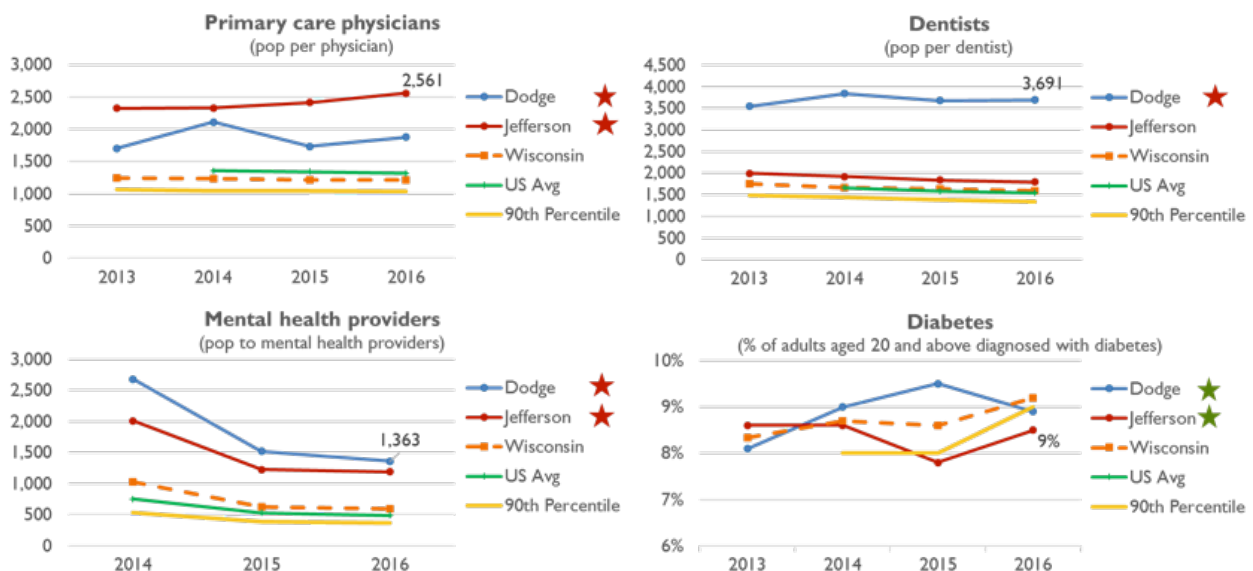 Primary care physicians
(pop per physician)
3,000
2,500
2,000
1,500
1,000
500
0
2,561
2013 2014 2015 2016
Dodge
Jefferson
Wisconsin
US Avg
90th Percentile
Dentists
(pop per dentist)
4,500
4,000
3,500
3,000
2,500
2,000
1,500
1,000
500
0
3,691
2013 2014 2015 2016
Dodge
Jefferson
Wisconsin
US Avg
90th Percentile
Mental health providers
(pop to mental health providers)
3,000
2,500
2,000
1,500
1,000
500
0
1,363
2014 2015 2016
Dodge
Jefferson
Wisconsin
US Avg
90th Percentile
Diabetes
(% of adults aged 20 and above diagnosed with diabetes)
10%
9%
8%
7%
6%
9%
2013 2014 2015 2016
Dodge
Jefferson
Wisconsin
US Avg
90th Percentile